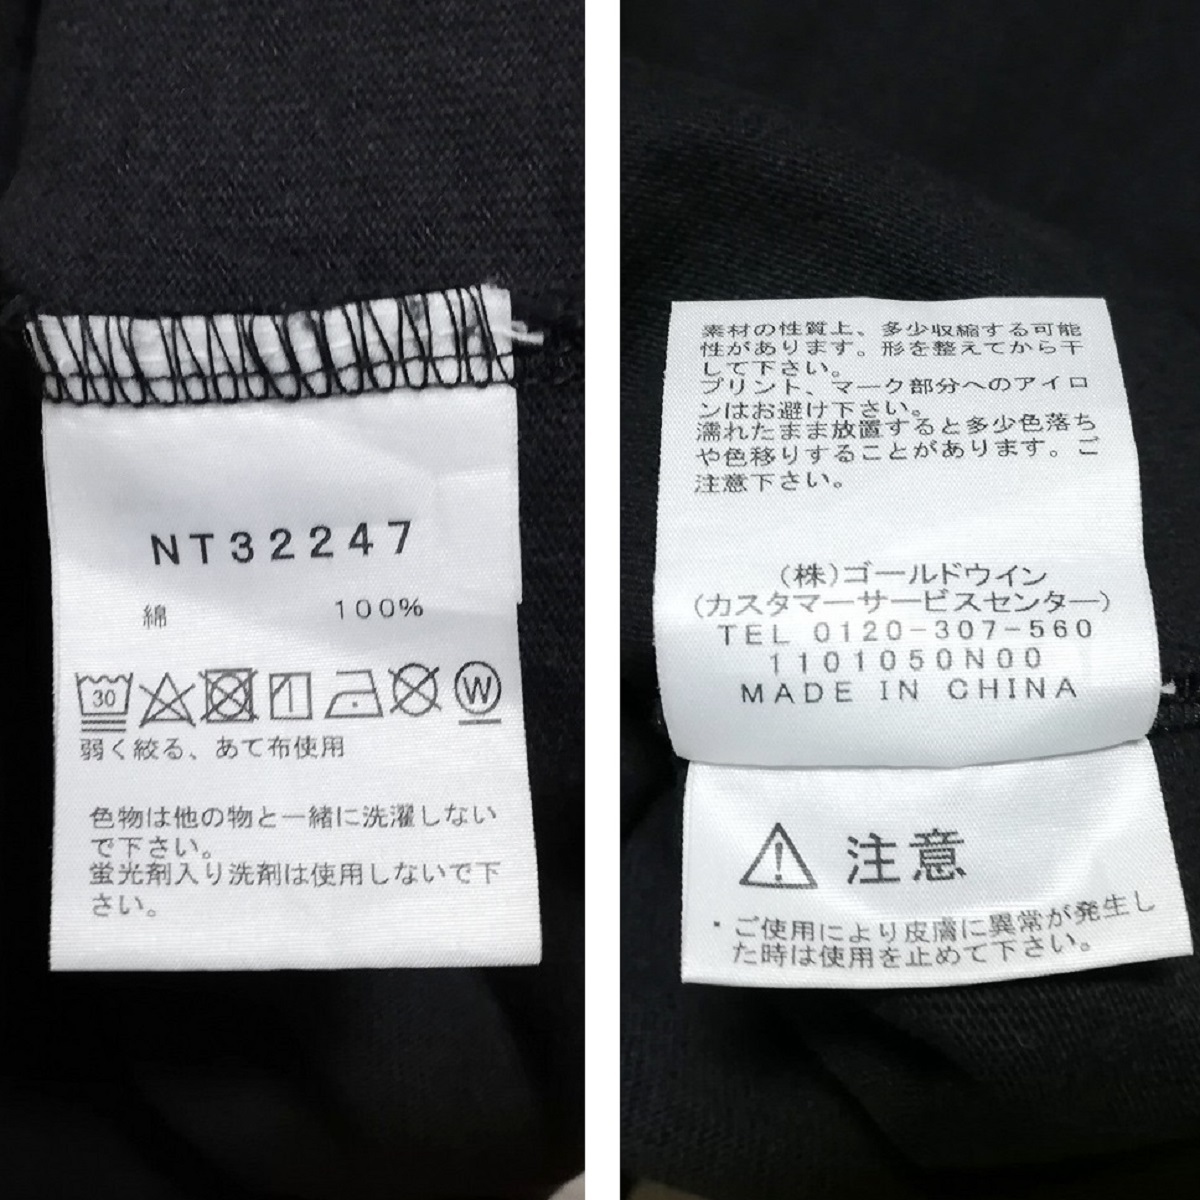 NT32247
綿 100%
30 W
弱く絞る、あて布使用
色物は他の物と一緒に洗濯しない
で下さい。
蛍光剤入り洗剤は使用しないで下
さい。
素材の性質上、多少収縮する可能
性があります。形を整えてから干
して下さい。
プリント、マーク部分へのアイロ
ンはお避け下さい。
濡れたまま放置すると多少色落ち
や色移りすることがあります。ご
注意下さい。
(株)ゴールドウイン
(カスタマーサービスセンター)
TEL 0120-307-560
1101050N00
MADE IN CHINA
注意
・ご使用により皮膚に異常が発生し
た時は使用を止めて下さい。